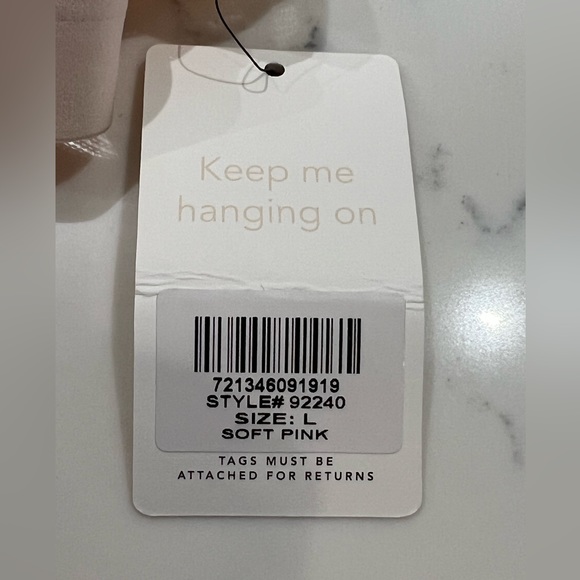 Keep me
hanging on
721346091919
STYLE# 92240
SIZE: L
SOFT PINK
TAGS MUST BE
ATTACHED FOR RETURNS